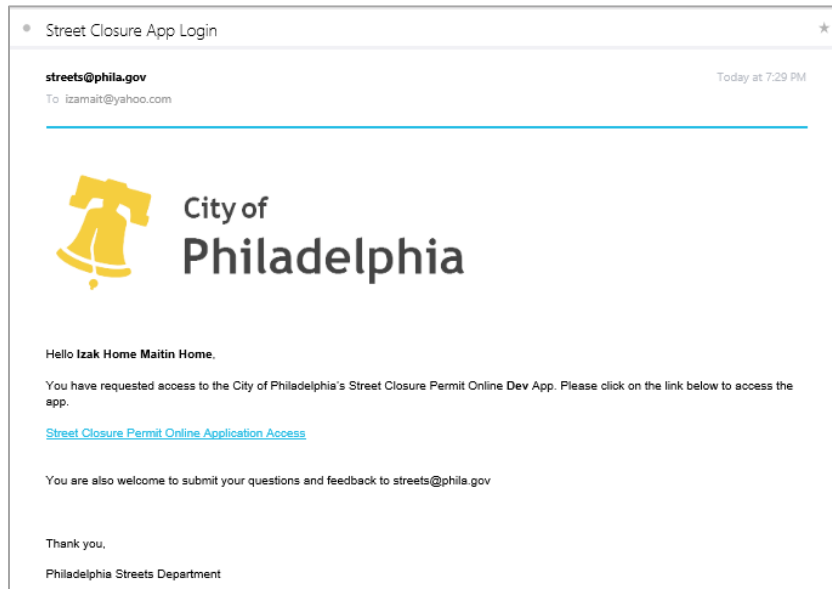 Street Closure App Login
streets@phila.gov
Today at 7:29 PM
To izamait@yahoo.com
City of
Philadelphia
Hello Izak Home Maitin Home,
You have requested access to the City of Philadelphia's Street Closure Permit Online Dev App. Please click on the link below to access the
app.
Street Closure Permit Online Application Access
You are also welcome to submit your questions and feedback to streets@phila.gov
Thank you,
Philadelphia Streets Department